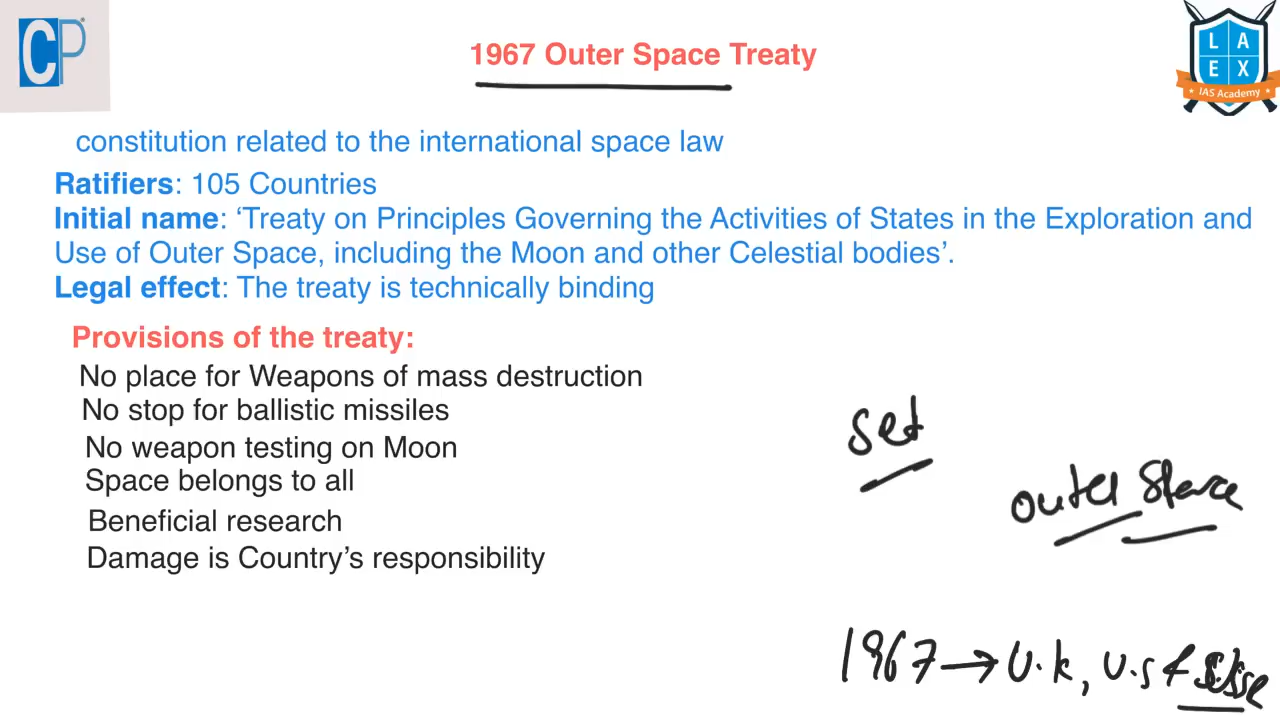 CP
1967 Outer Space Treaty
L A
E X
IAS Academy
constitution related to the international space law
Ratifiers: 105 Countries
Initial name: ‘Treaty on Principles Governing the Activities of States in the Exploration and
Use of Outer Space, including the Moon and other Celestial bodies’.
Legal effect: The treaty is technically binding
Provisions of the treaty:
No place for Weapons of mass destruction
No stop for ballistic missiles
No weapon testing on Moon
Space belongs to all
Beneficial research
Damage is Country’s responsibility
set
outer Space
1967 → U.K, U.S &